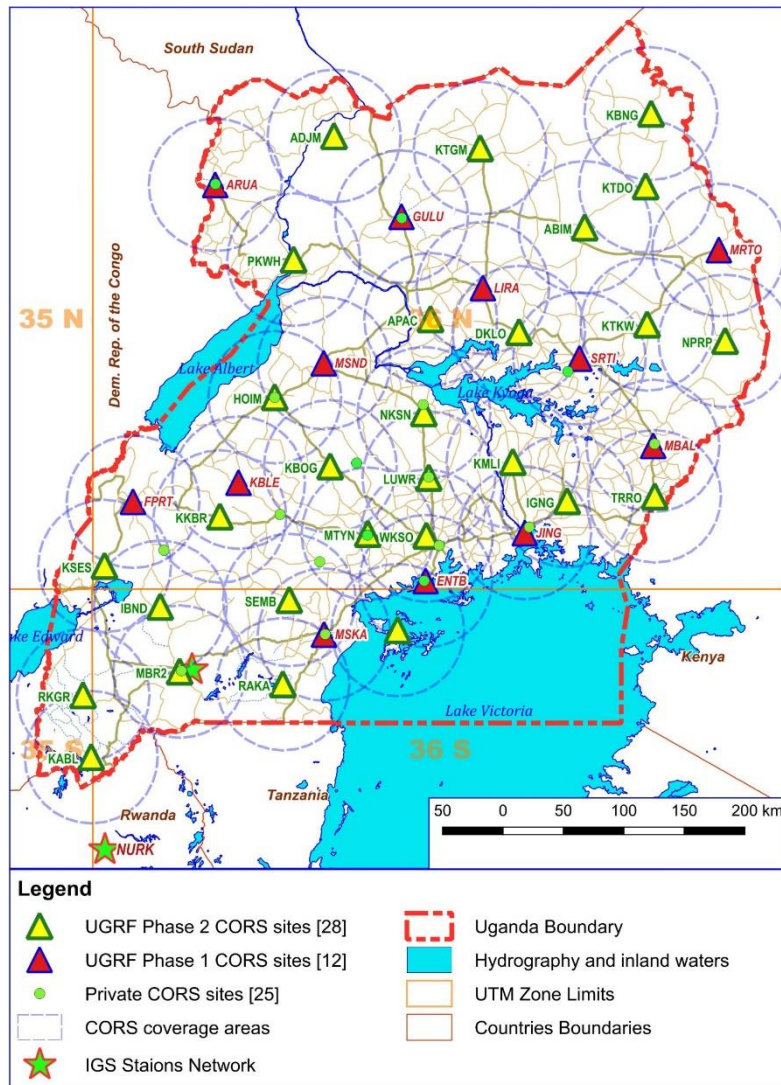 South Sudan
KBNG
ADJM
KTGM
ARUA
KTDO
GULU
ABIM
MRTO
PKWH
LIRA
35 N
Dem. Rep. of the Congo
APAC
36 N
DKLO
KTKW
NPRP
Lake Albert
MSND
SRTI
Lake Kyoga
HOIM
NKSN
MBAL
KBOG
KMLI
KBLE
LUWR
FPRT
IGNG
TRRO
KKBR
MTYN
WKSO
JING
KSES
ENTB
IBND
SEMB
MSKA
Lake Edward
Kenya
MBR2
RAKA
RKGR
Lake Victoria
35 S
36 S
KABL
Tanzania
Rwanda
50 0 50 100 150 200 km
NURK
Legend
UGRF Phase 2 CORS sites [28]
Uganda Boundary
UGRF Phase 1 CORS sites [12]
Hydrography and inland waters
Private CORS sites [25]
UTM Zone Limits
CORS coverage areas
Countries Boundaries
IGS Staions Network